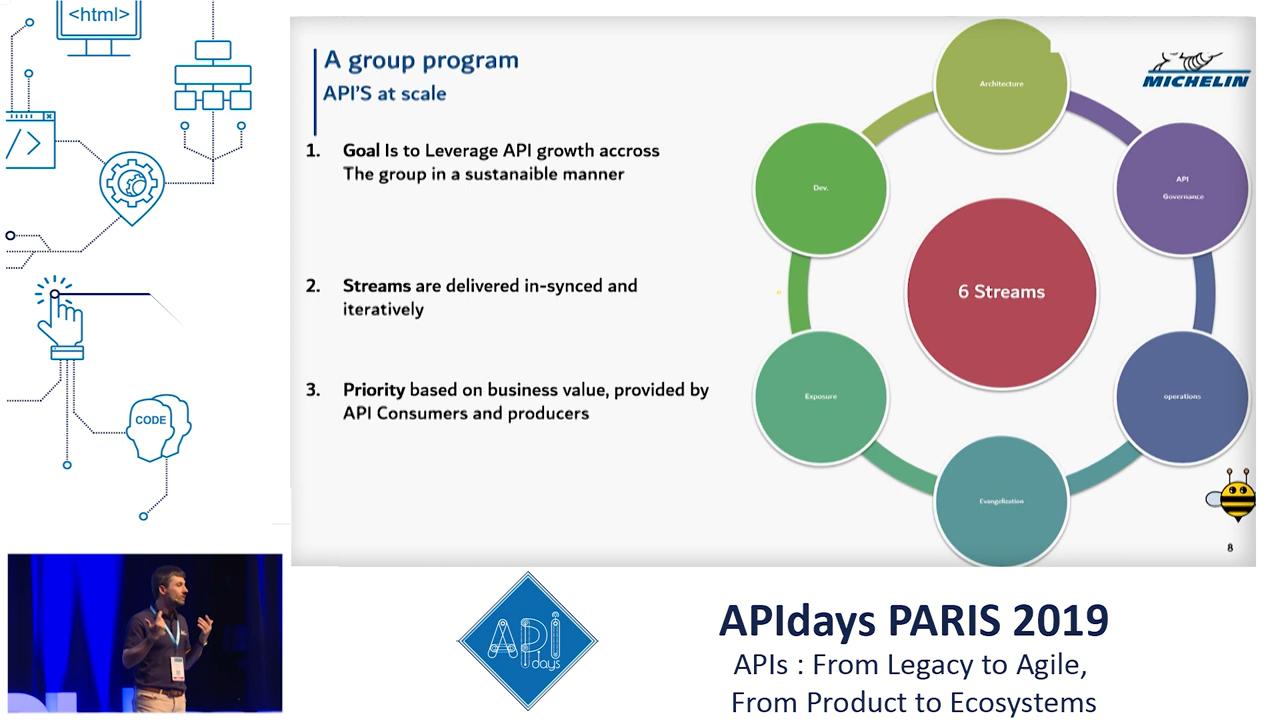 <html>
</>
CODE
A group program
API'S at scale
1. Goal Is to Leverage API growth accross
The group in a sustanaible manner
2. Streams are delivered in-synced and
iteratively
3. Priority based on business value, provided by
API Consumers and producers
MICHELIN
Architecture
API
Governance
operations
Evangelization
Exposure
Dev.
6 Streams
8
API
days
APIdays PARIS 2019
APIs : From Legacy to Agile,
From Product to Ecosystems